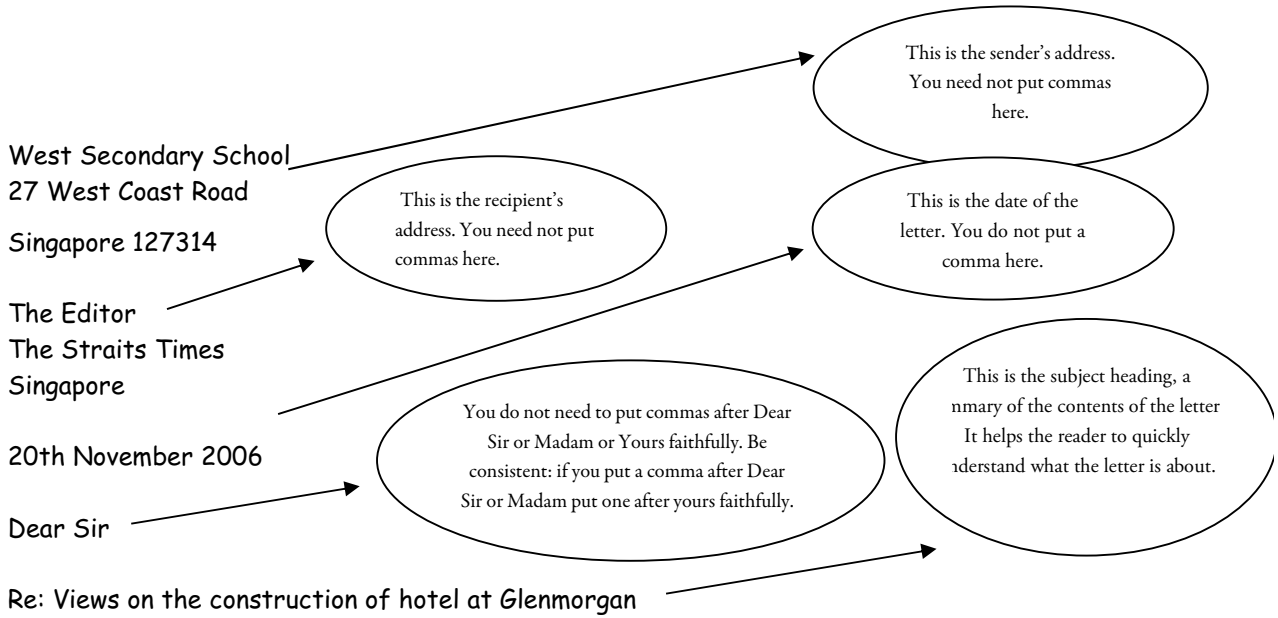 This is the sender's address.
You need not put commas
here.
West Secondary School
27 West Coast Road
Singapore 127314
This is the recipient's
address. You need not put
commas here.
This is the date of the
letter. You do not put a
comma here.
The Editor
The Straits Times
Singapore
20th November 2006
You do not need to put commas after Dear
Sir or Madam or Yours faithfully. Be
consistent: if you put a comma after Dear
Sir or Madam put one after yours faithfully.
This is the subject heading, a
of the contents of the letter
It helps the reader to quickly
what the letter is about.
Dear Sir
Re: Views on the construction of hotel at Glenmorgan